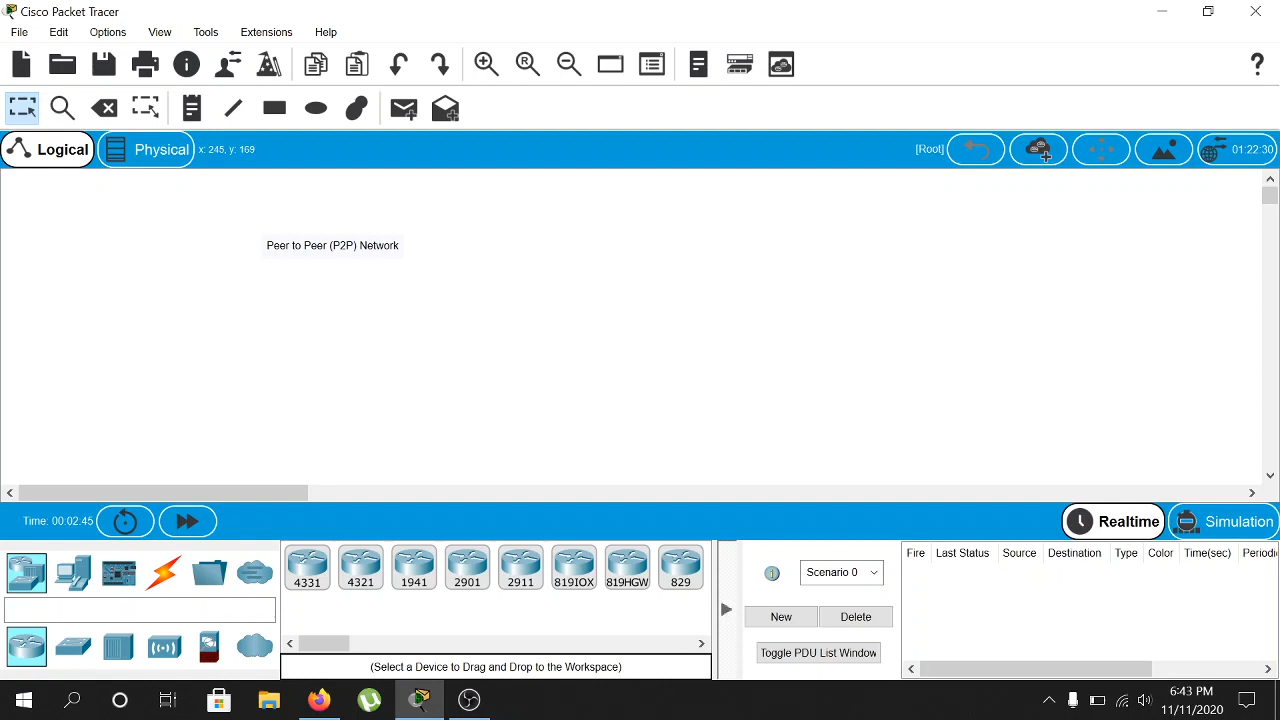 Cisco Packet Tracer
File Edit Options View Tools Extensions Help
R
?
Logical Physical x: 245, y: 169 [Root] 01:22:30
Peer to Peer (P2P) Network
Time: 00:02:45 Realtime Simulation
4331 4321 1941 2901 2911 819IOX 819HGW 829
(Select a Device to Drag and Drop to the Workspace)
Scenario 0
New Delete
Toggle PDU List Window
Fire Last Status Source Destination Type Color Time(sec) Periodi
6:43 PM
11/11/2020